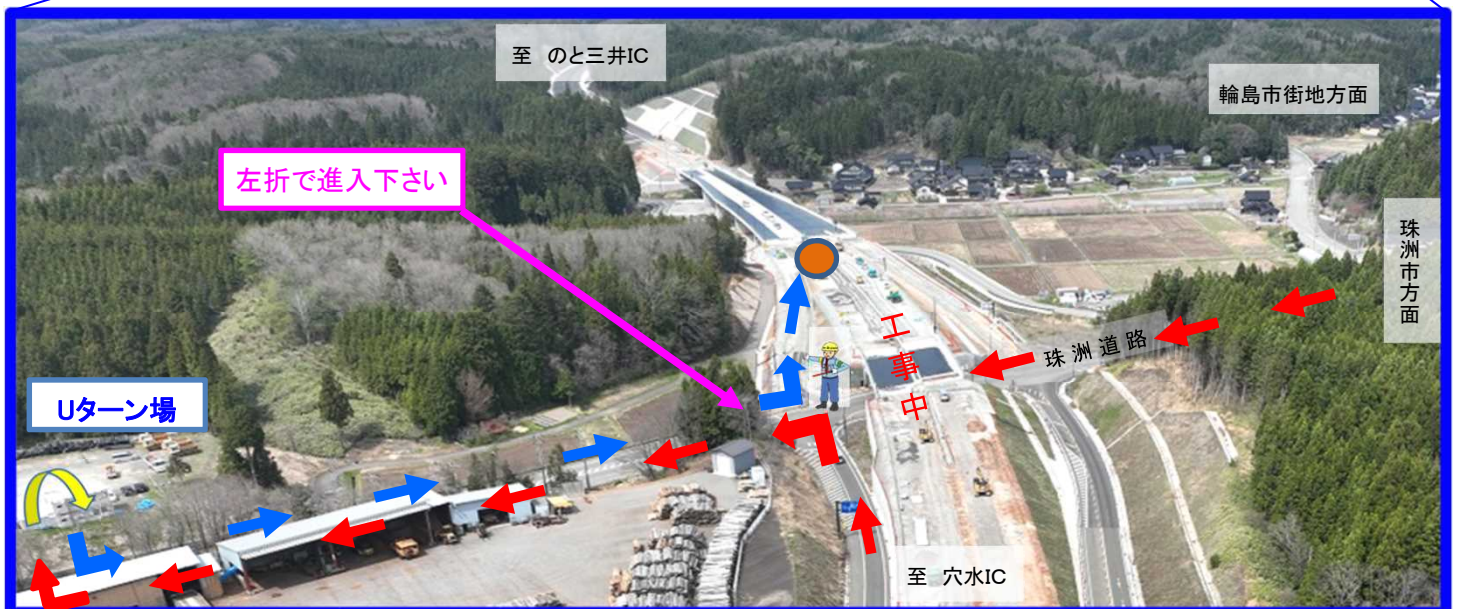 至 のと三井IC
輪島市街地方面
左折で進入下さい
珠洲市方面
工事中
珠洲道路
Uターン場
至 穴水IC